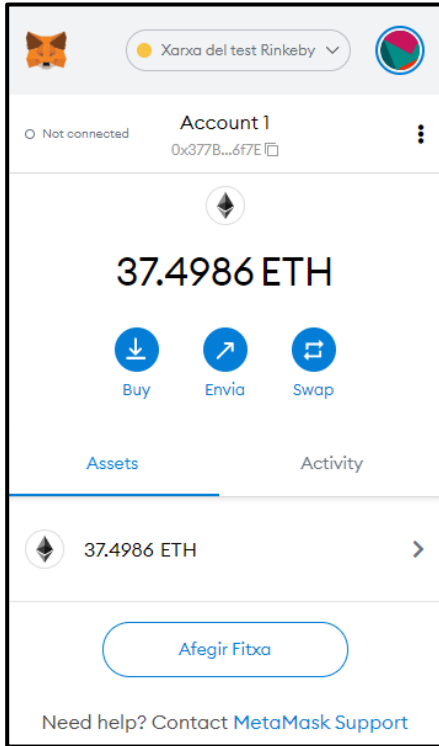 Xarxa del test Rinkeby
Not connected
Account 1
0x377B...6f7E
37.4986 ETH
Buy Envia Swap
Assets Activity
37.4986 ETH
Afegir Fitxa
Need help? Contact MetaMask Support